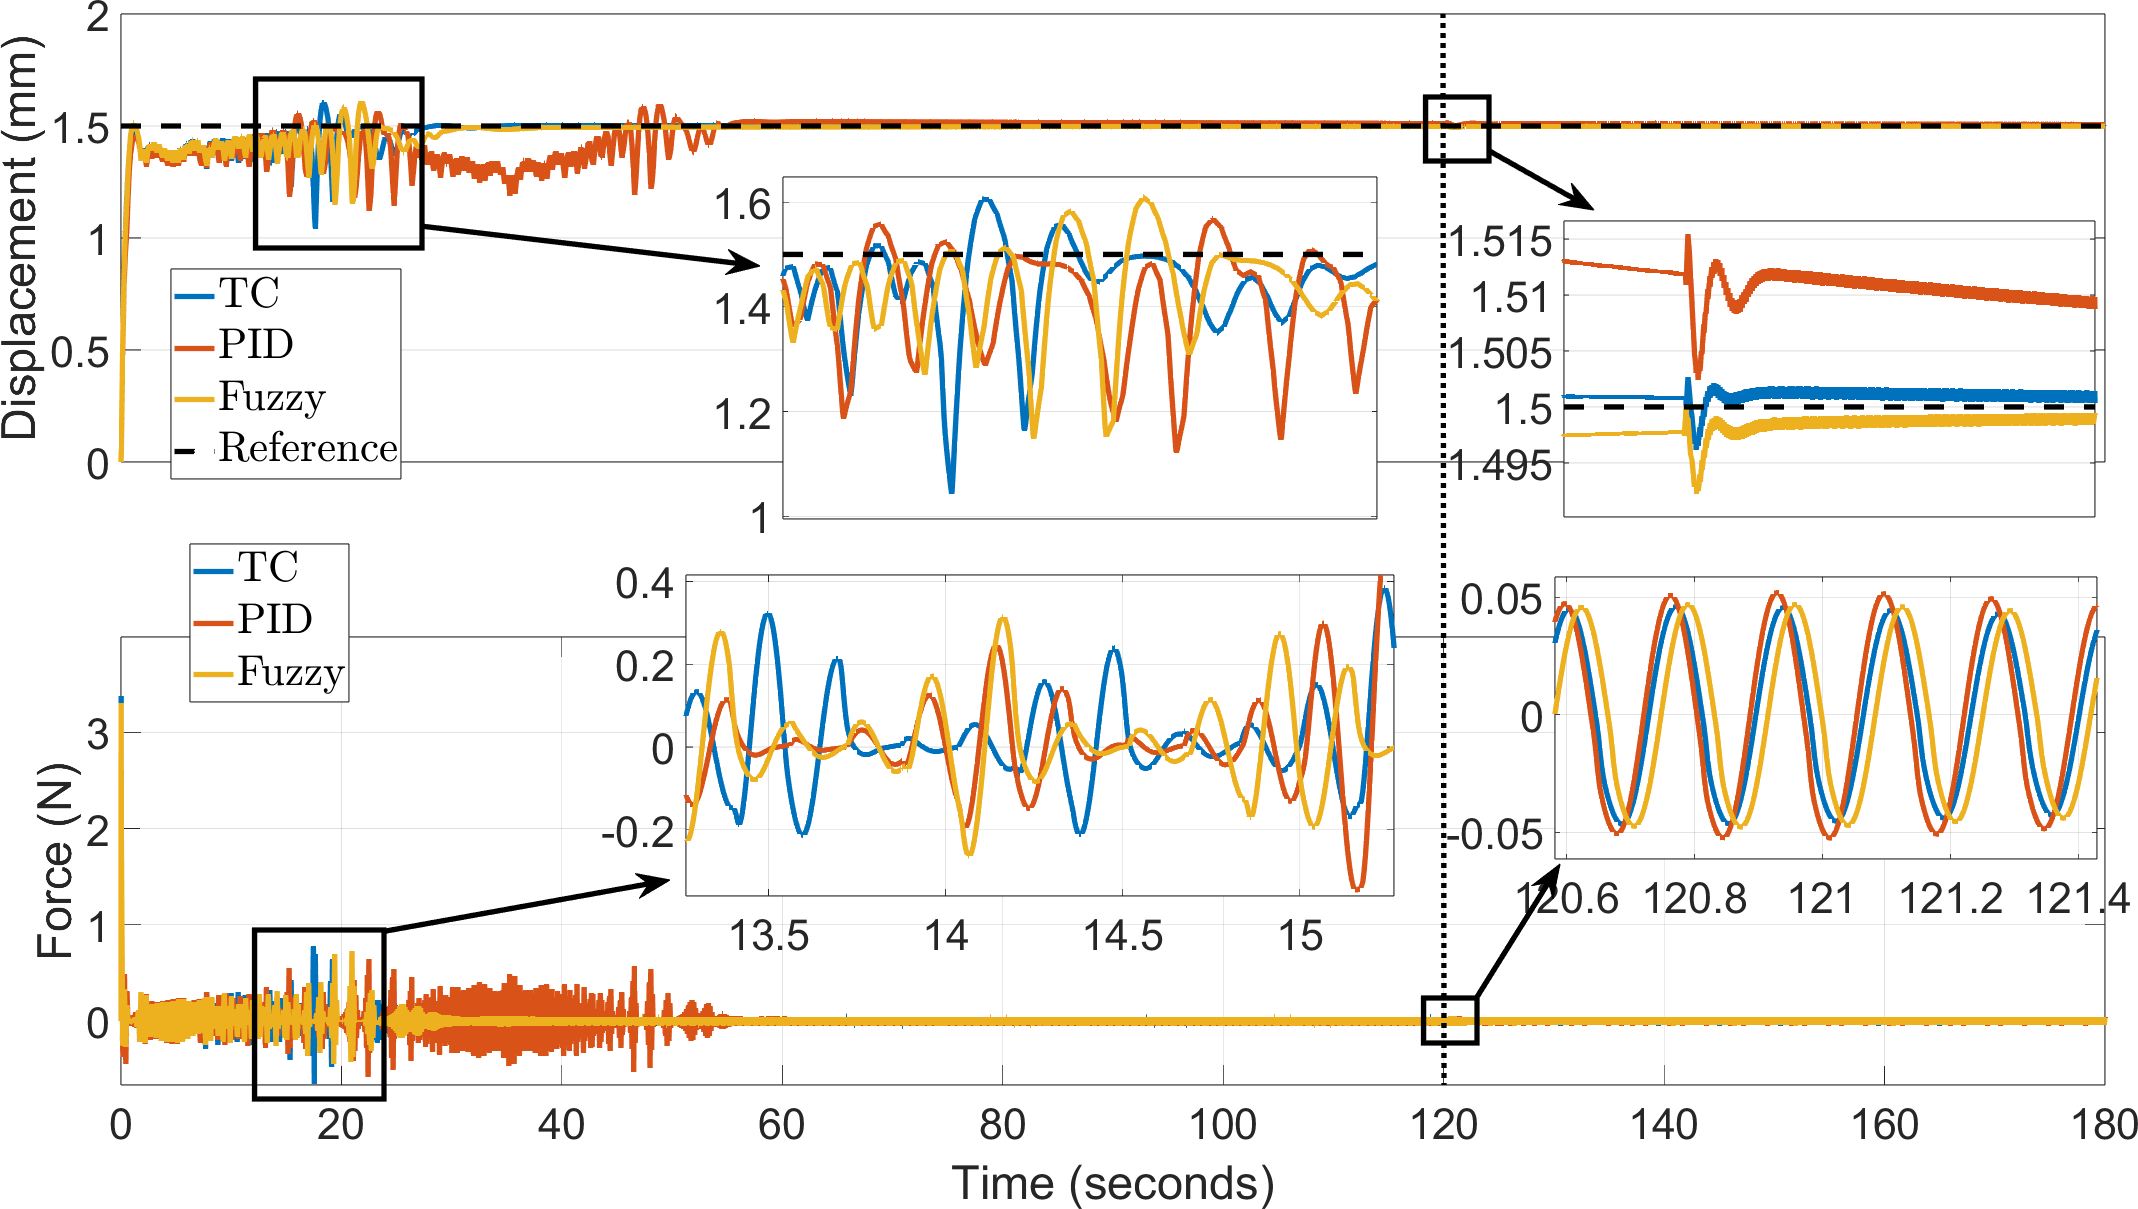 2
1.5
1
0.5
0
Displacement (mm)
TC
PID
Fuzzy
Reference
1.6
1.4
1.2
1
1.515
1.51
1.505
1.5
1.495
TC
PID
Fuzzy
3
2
1
0
Force (N)
0.4
0.2
0
-0.2
13.5 14 14.5 15
0.05
0
-0.05
120.6 120.8 121 121.2 121.4
0 20 40 60 80 100 120 140 160 180
Time (seconds)